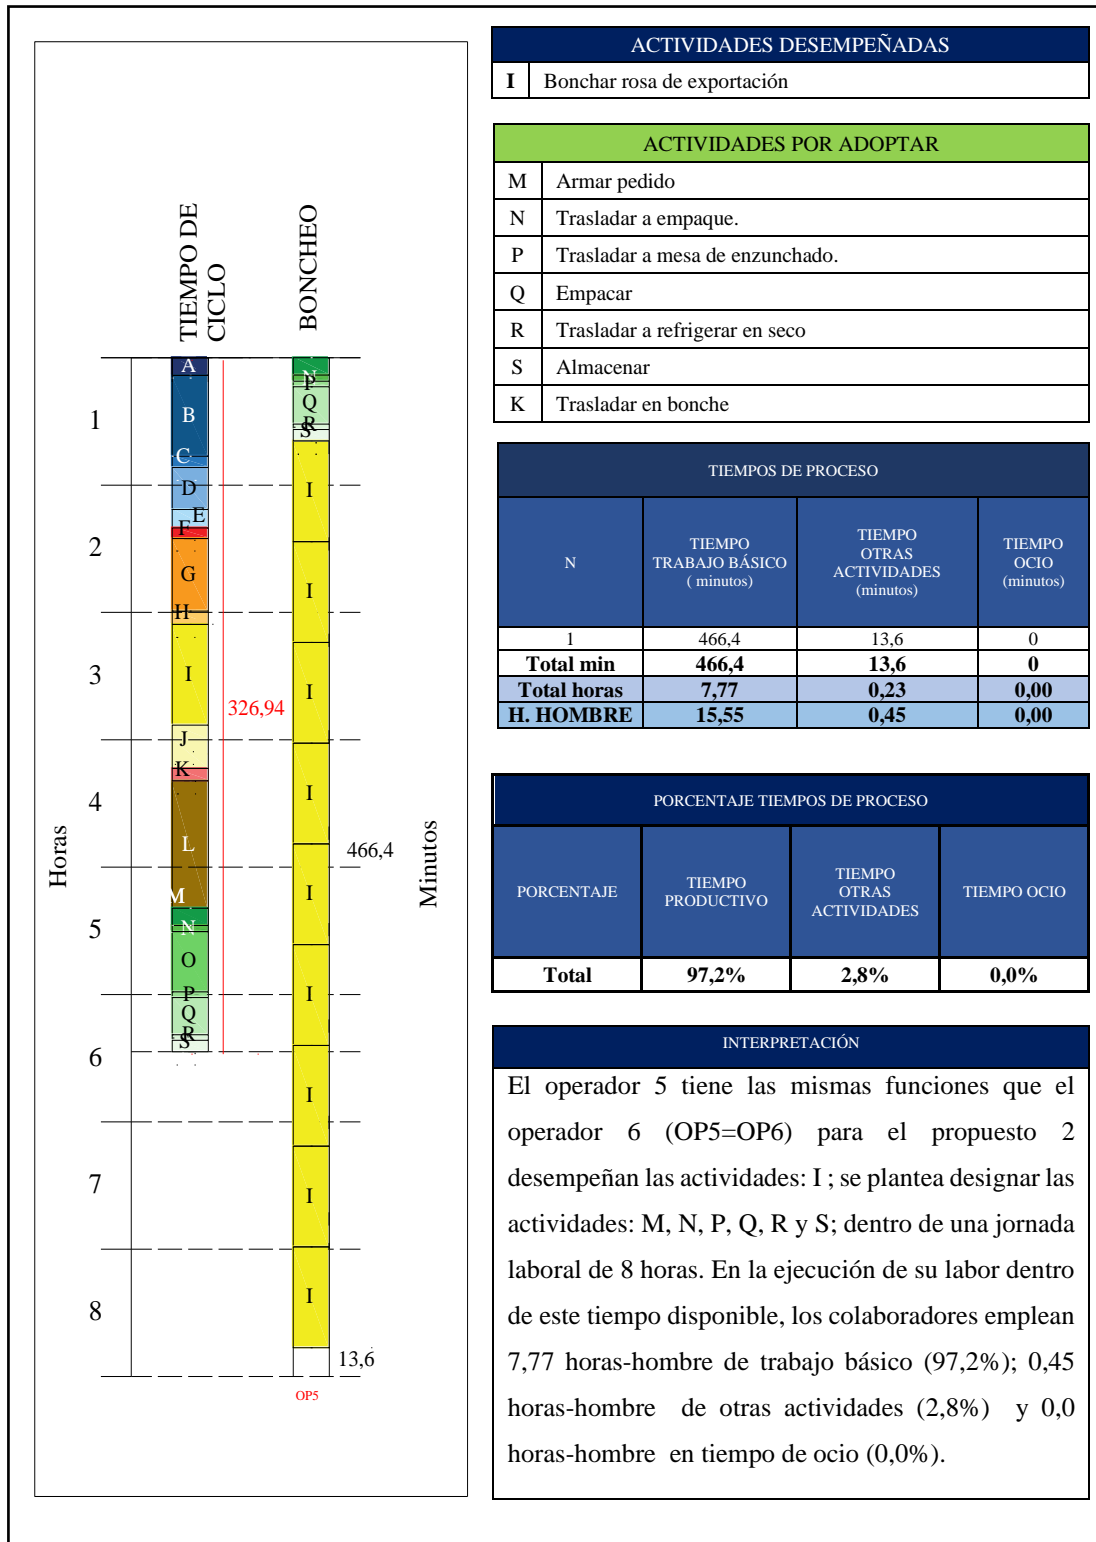 TIEMPO DE
CICLO
BONCHEO
A
B
C
D
E
F
G
H
I
J
K
L
M
N
O
P
Q
R
S
N
P
Q
R
S
I
I
I
I
I
I
I
I
I
1
2
3
4
5
6
7
8
Horas
Minutos
326,94
466,4
13,6
OP5
ACTIVIDADES DESEMPEÑADAS
I Bonchar rosa de exportación
ACTIVIDADES POR ADOPTAR
M Armar pedido
N Trasladar a empaque.
P Trasladar a mesa de enzunchado.
Q Empacar
R Trasladar a refrigerar en seco
S Almacenar
K Trasladar en bonche
TIEMPOS DE PROCESO
N
TIEMPO
TRABAJO BÁSICO
( minutos)
TIEMPO
OTRAS
ACTIVIDADES
(minutos)
TIEMPO
OCIO
(minutos)
1 466,4 13,6 0
Total min 466,4 13,6 0
Total horas 7,77 0,23 0,00
H. HOMBRE 15,55 0,45 0,00
PORCENTAJE TIEMPOS DE PROCESO
PORCENTAJE
TIEMPO
PRODUCTIVO
TIEMPO
OTRAS
ACTIVIDADES
TIEMPO OCIO
Total 97,2% 2,8% 0,0%
INTERPRETACIÓN
El operador 5 tiene las mismas funciones que el
operador 6 (OP5=OP6) para el propuesto 2
desempeñan las actividades: I ; se plantea designar las
actividades: M, N, P, Q, R y S; dentro de una jornada
laboral de 8 horas. En la ejecución de su labor dentro
de este tiempo disponible, los colaboradores emplean
7,77 horas-hombre de trabajo básico (97,2%); 0,45
horas-hombre de otras actividades (2,8%) y 0,0
horas-hombre en tiempo de ocio (0,0%).